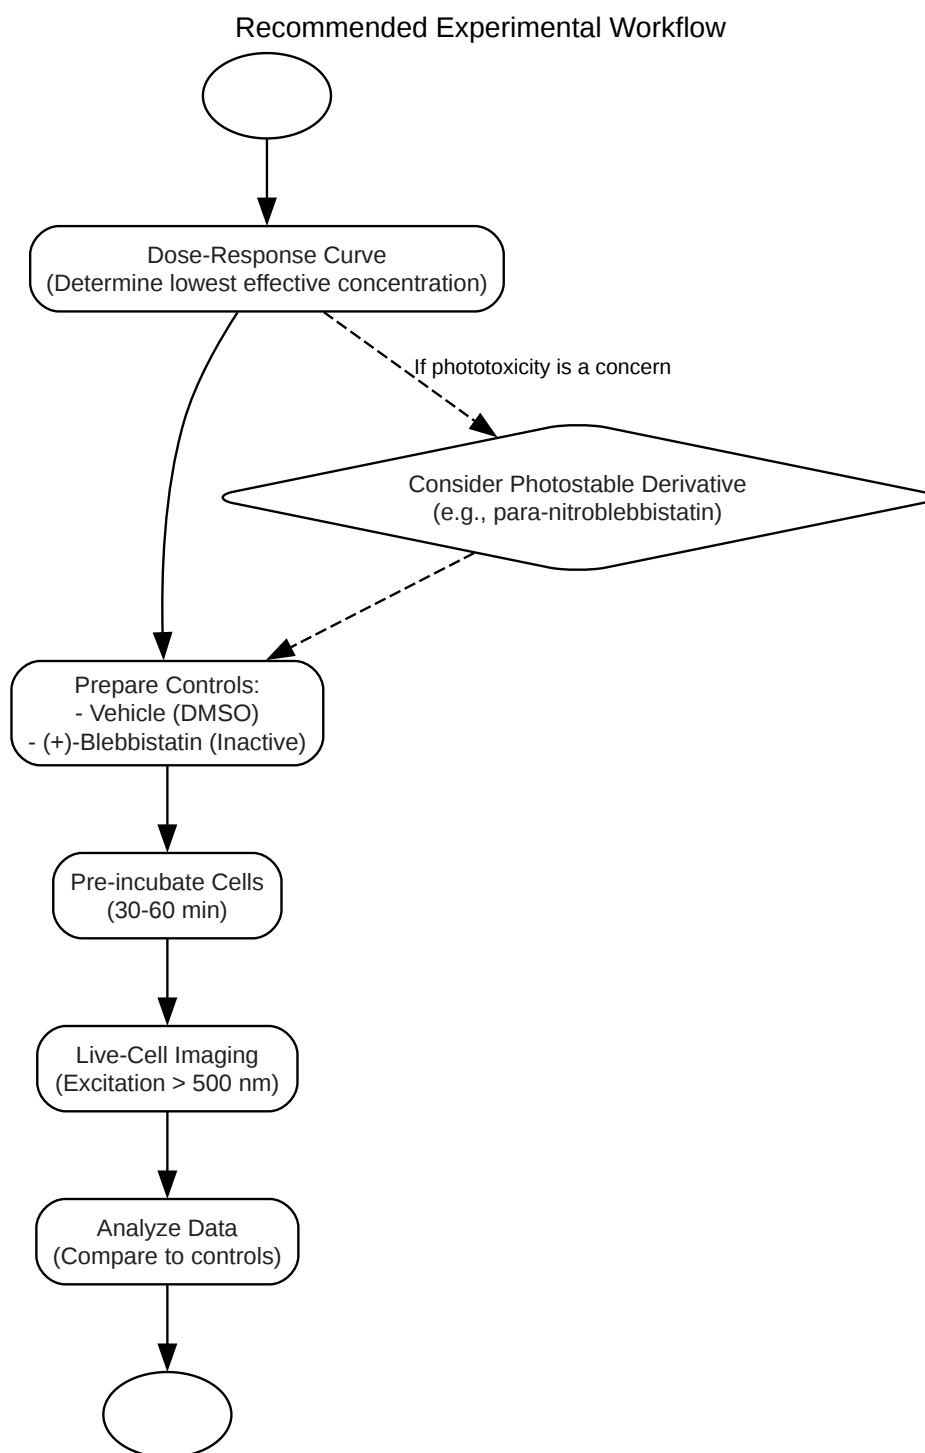 Recommended Experimental Workflow
Dose-Response Curve
(Determine lowest effective concentration)
If phototoxicity is a concern
Consider Photostable Derivative
(e.g., para-nitroblebbistatin)
Prepare Controls:
- Vehicle (DMSO)
- (+)-Blebbistatin (Inactive)
Pre-incubate Cells
(30-60 min)
Live-Cell Imaging
(Excitation > 500 nm)
Analyze Data
(Compare to controls)